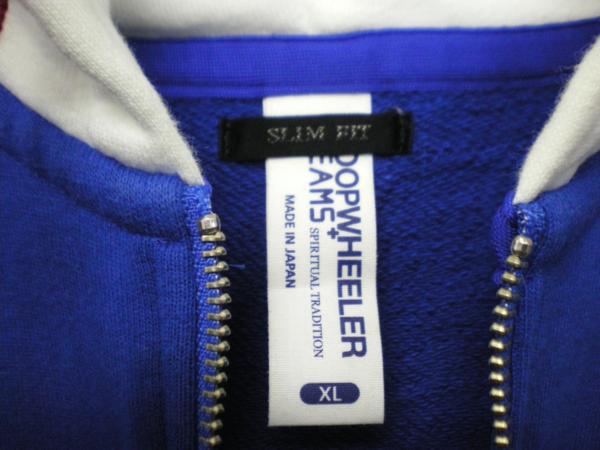 SLIM FIT
OOPWHEELER
EAMS+
SPIRITUAL TRADITION
MADE IN JAPAN
XL